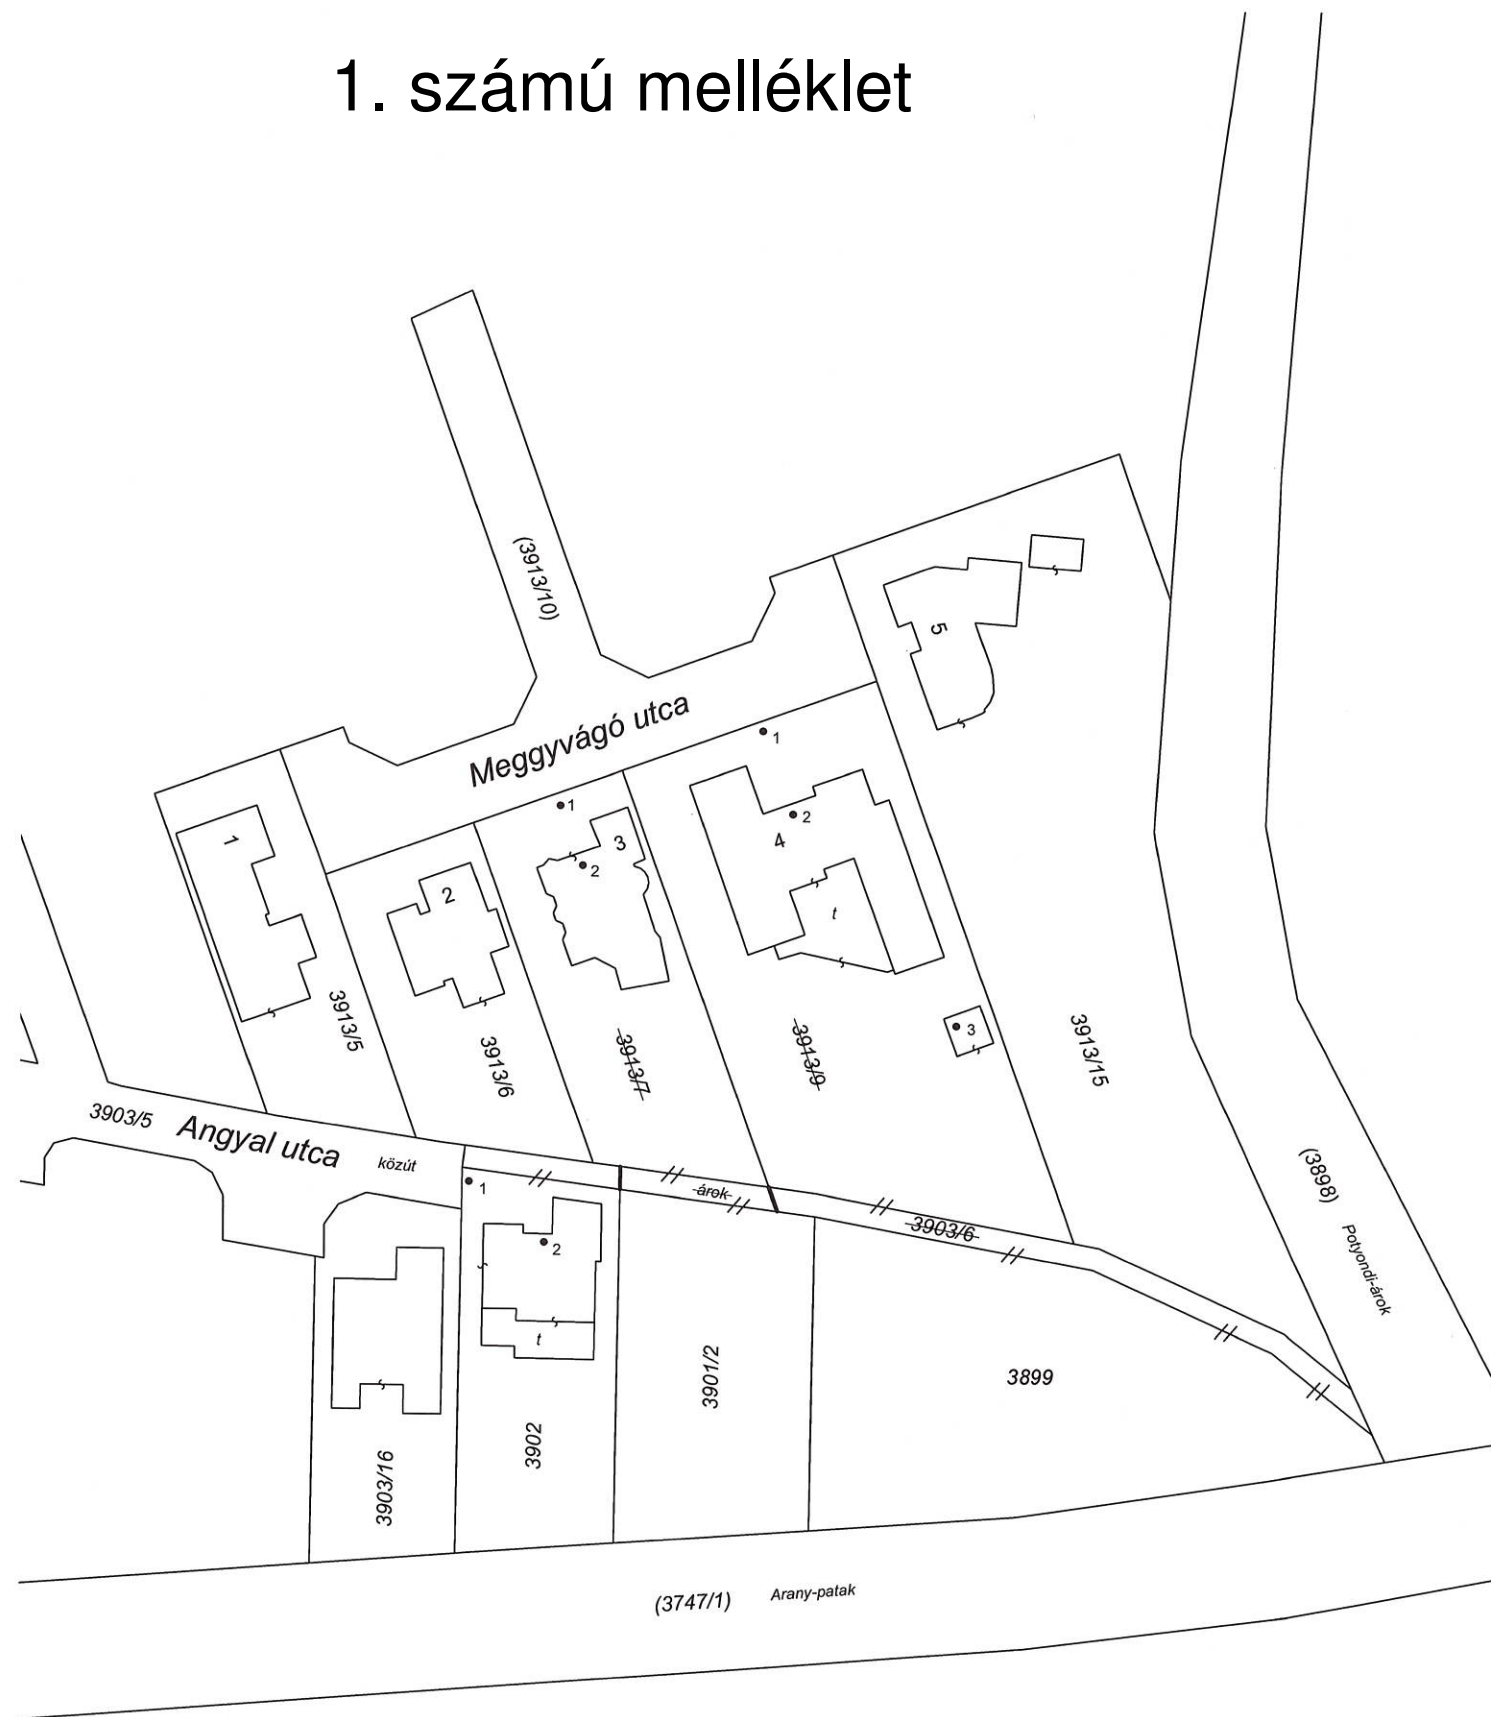 1. számú melléklet
(3913/10)
5
Meggyvágó utca
1
1
1
2
3
2
4
2
t
3913/5
3913/6
3913/7
3913/9
3
3913/15
3903/5
Angyal utca
közút
1
árok
3903/6
(3898)
Potyondi-árok
2
t
3903/16
3902
3901/2
3899
(3747/1)
Arany-patak